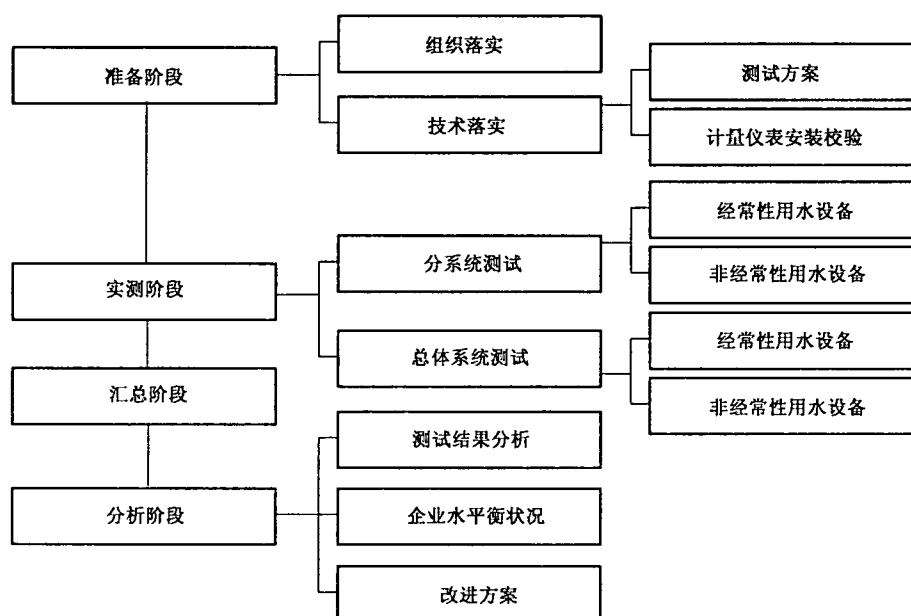 准备阶段
组织落实
技术落实
测试方案
计量仪表安装校验
实测阶段
分系统测试
经常性用水设备
非经常性用水设备
总体系统测试
经常性用水设备
非经常性用水设备
汇总阶段
分析阶段
测试结果分析
企业水平衡状况
改进方案